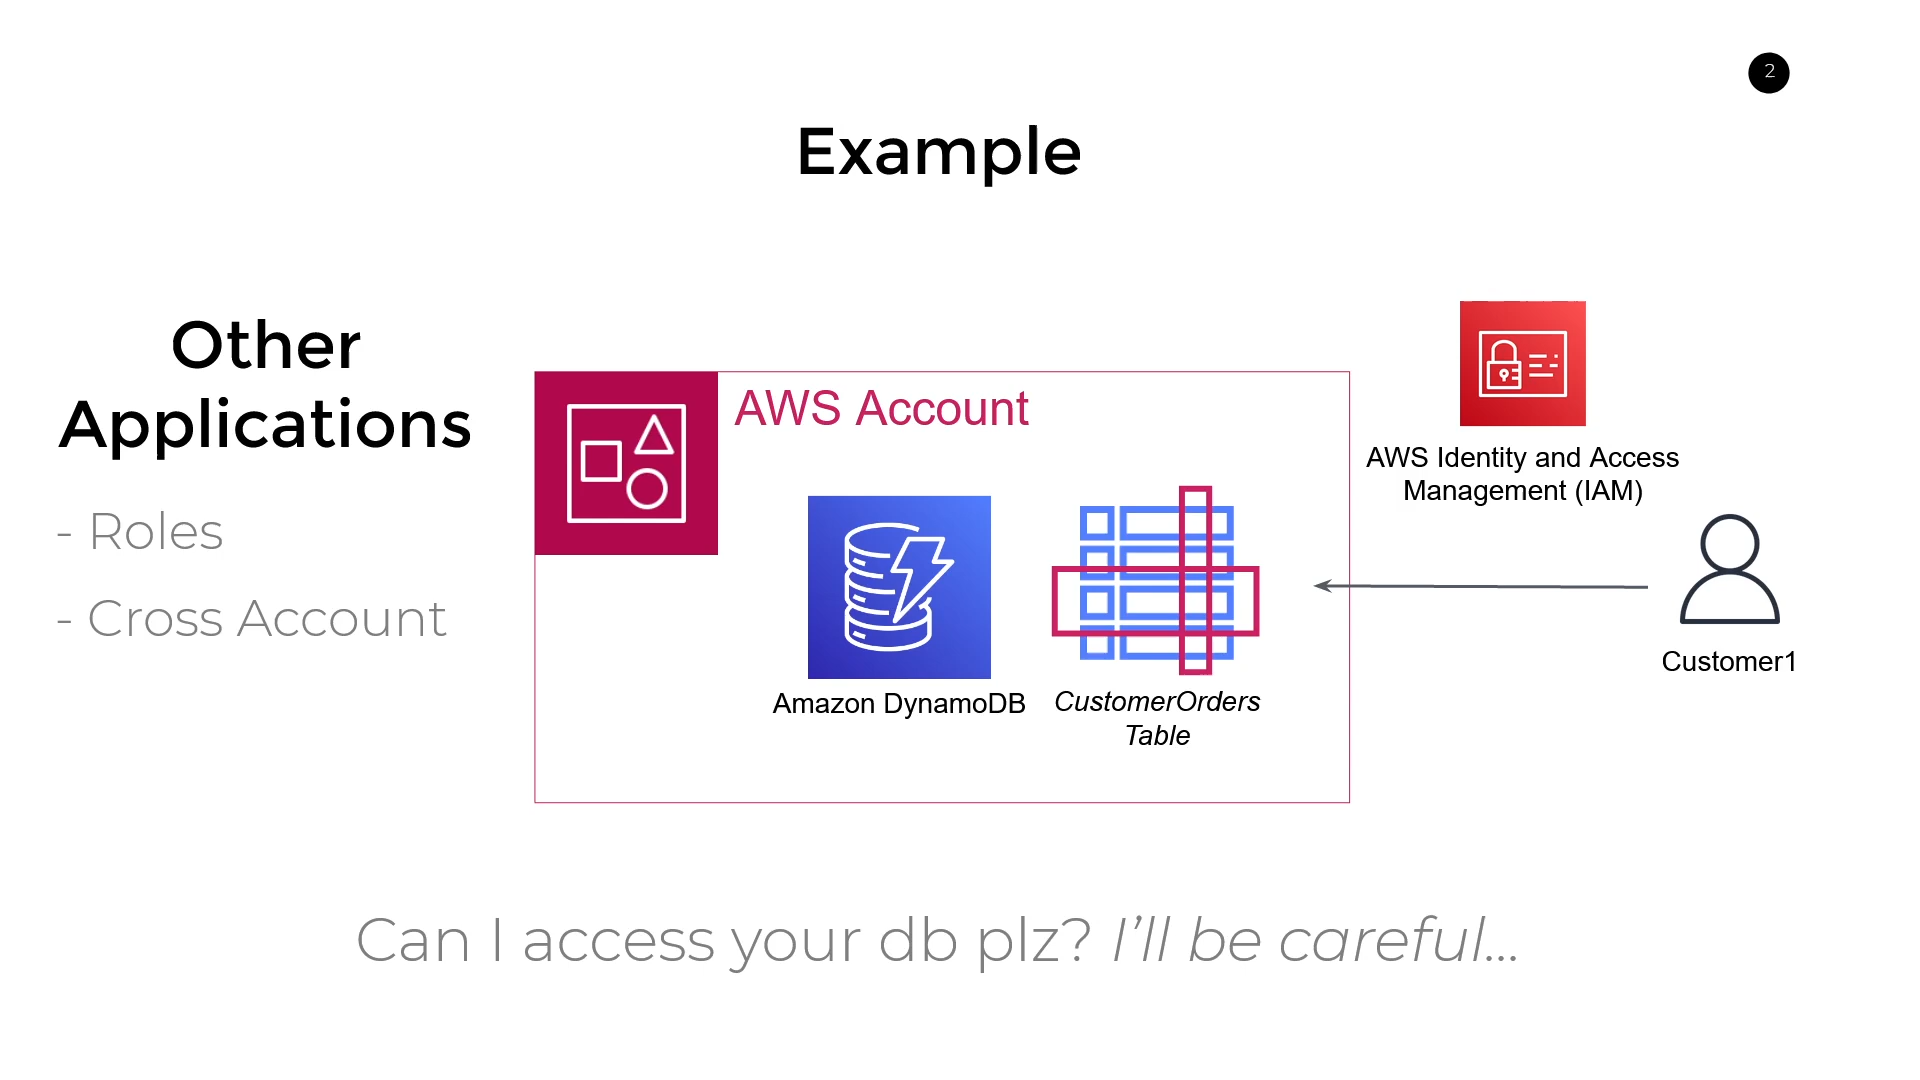 2
Example
Other
Applications
- Roles
- Cross Account
AWS Account
Amazon DynamoDB
CustomerOrders
Table
AWS Identity and Access
Management (IAM)
Customer1
Can I access your db plz? I’ll be careful...